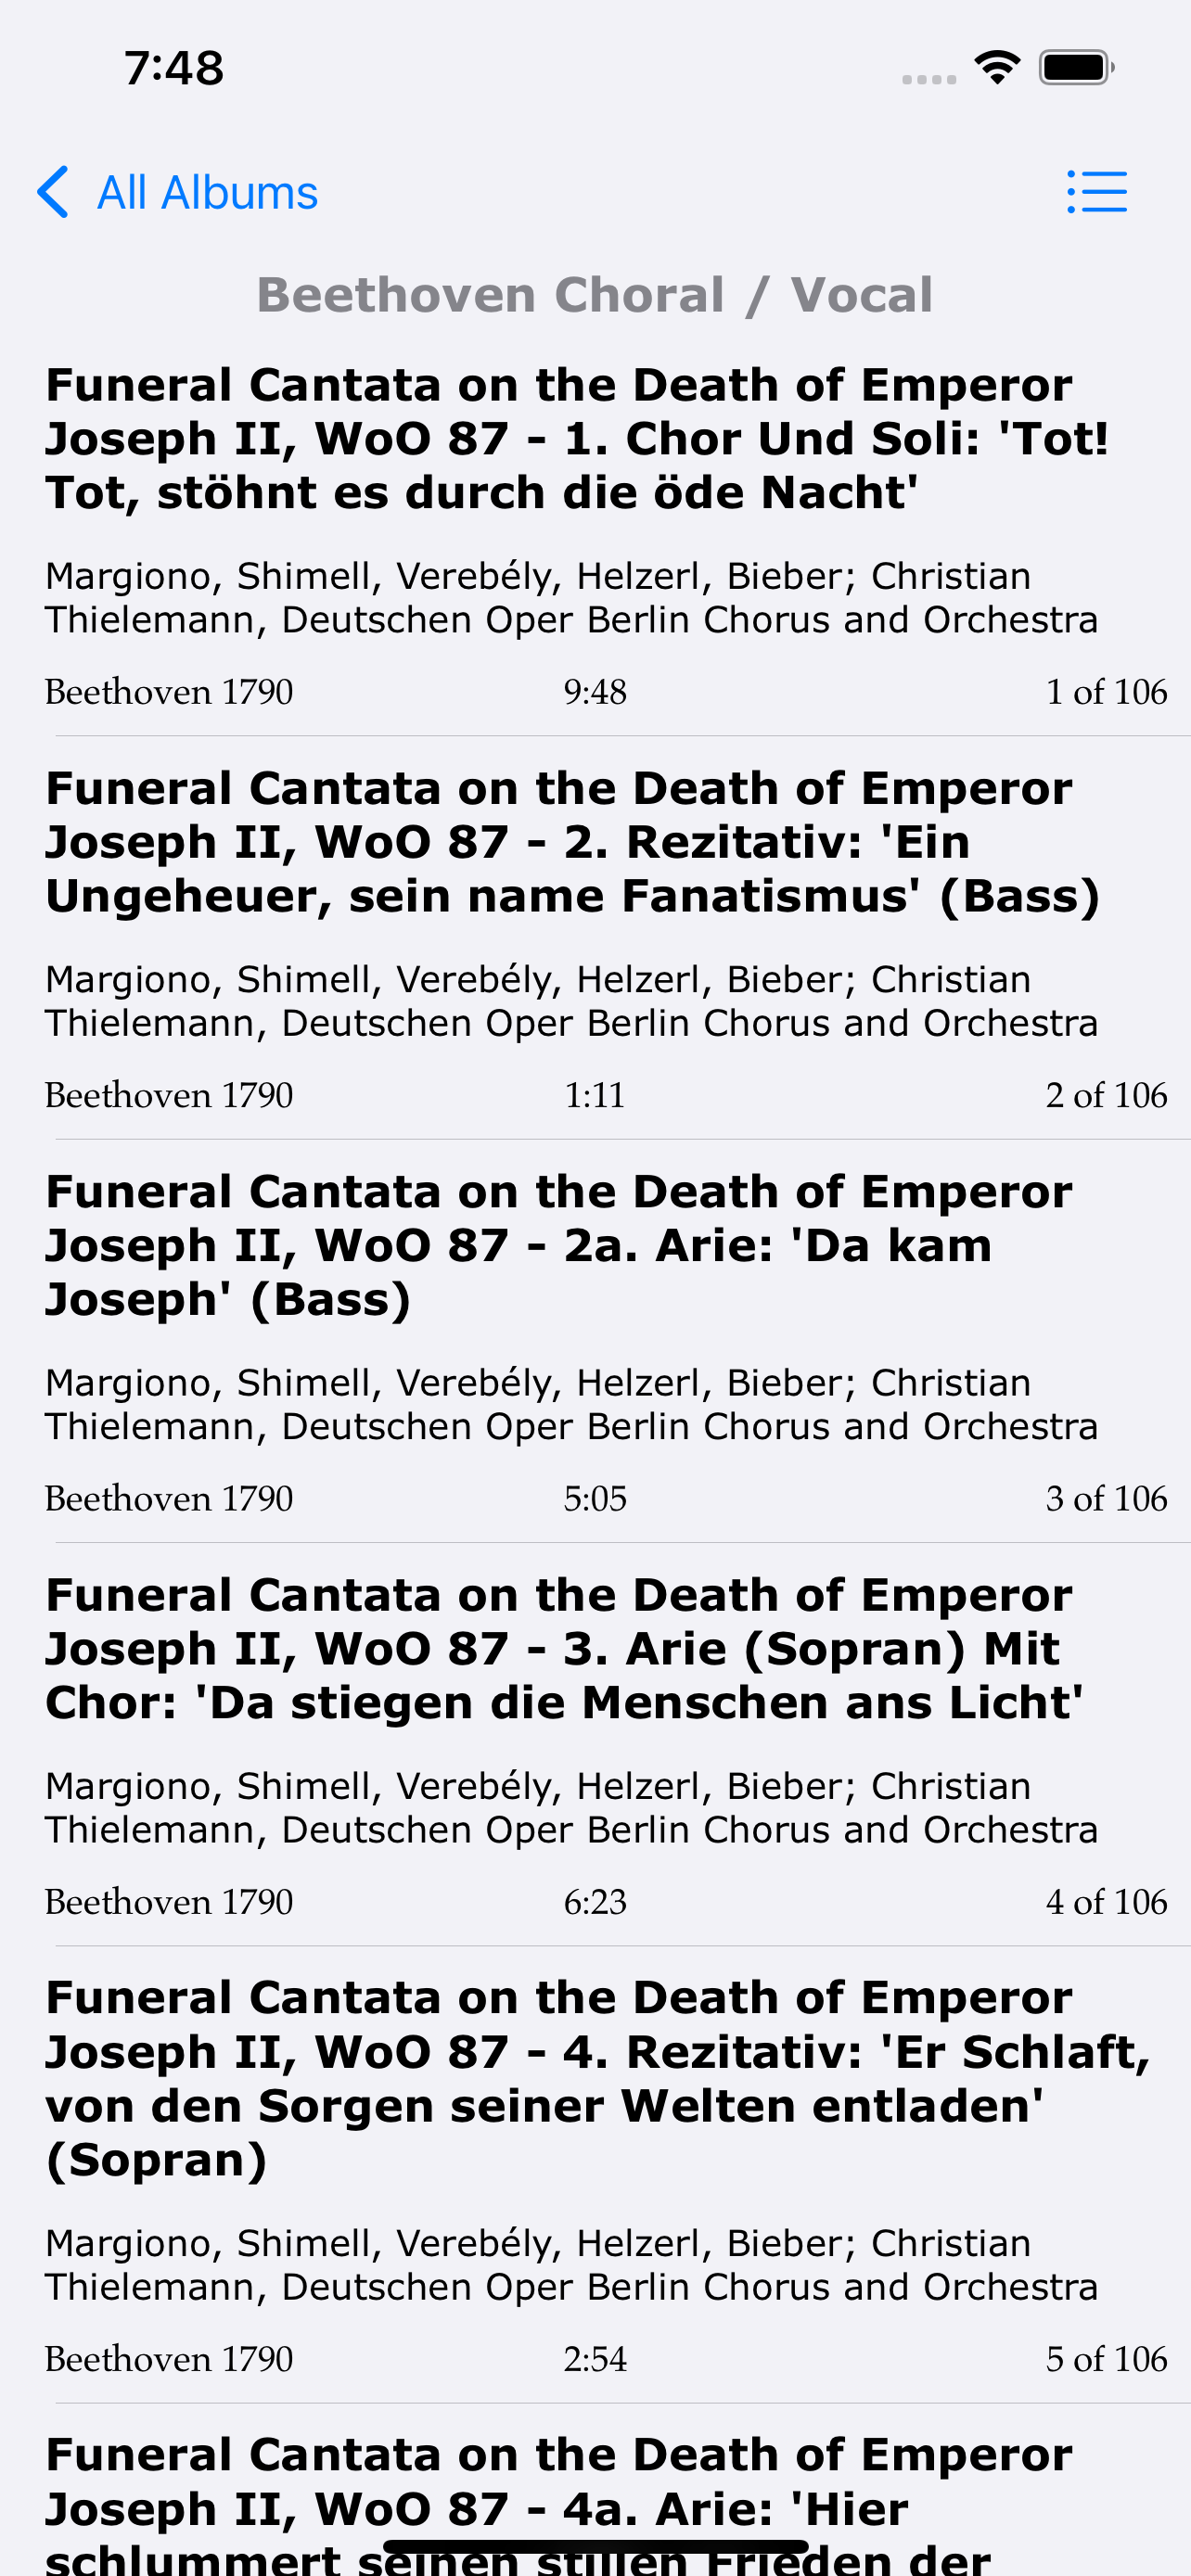 7:48
All Albums
Beethoven Choral / Vocal
Funeral Cantata on the Death of Emperor
Joseph II, WoO 87 - 1. Chor Und Soli: 'Tot!
Tot, stöhnt es durch die öde Nacht'
Margiono, Shimell, Verebély, Helzerl, Bieber; Christian
Thielemann, Deutschen Oper Berlin Chorus and Orchestra
Beethoven 1790 9:48 1 of 106
Funeral Cantata on the Death of Emperor
Joseph II, WoO 87 - 2. Rezitativ: 'Ein
Ungeheuer, sein name Fanatismus' (Bass)
Margiono, Shimell, Verebély, Helzerl, Bieber; Christian
Thielemann, Deutschen Oper Berlin Chorus and Orchestra
Beethoven 1790 1:11 2 of 106
Funeral Cantata on the Death of Emperor
Joseph II, WoO 87 - 2a. Arie: 'Da kam
Joseph' (Bass)
Margiono, Shimell, Verebély, Helzerl, Bieber; Christian
Thielemann, Deutschen Oper Berlin Chorus and Orchestra
Beethoven 1790 5:05 3 of 106
Funeral Cantata on the Death of Emperor
Joseph II, WoO 87 - 3. Arie (Sopran) Mit
Chor: 'Da stiegen die Menschen ans Licht'
Margiono, Shimell, Verebély, Helzerl, Bieber; Christian
Thielemann, Deutschen Oper Berlin Chorus and Orchestra
Beethoven 1790 6:23 4 of 106
Funeral Cantata on the Death of Emperor
Joseph II, WoO 87 - 4. Rezitativ: 'Er Schlaft,
von den Sorgen seiner Welten entladen'
(Sopran)
Margiono, Shimell, Verebély, Helzerl, Bieber; Christian
Thielemann, Deutschen Oper Berlin Chorus and Orchestra
Beethoven 1790 2:54 5 of 106
Funeral Cantata on the Death of Emperor
Joseph II, WoO 87 - 4a. Arie: 'Hier
schlummert seinen stillen Frieden der